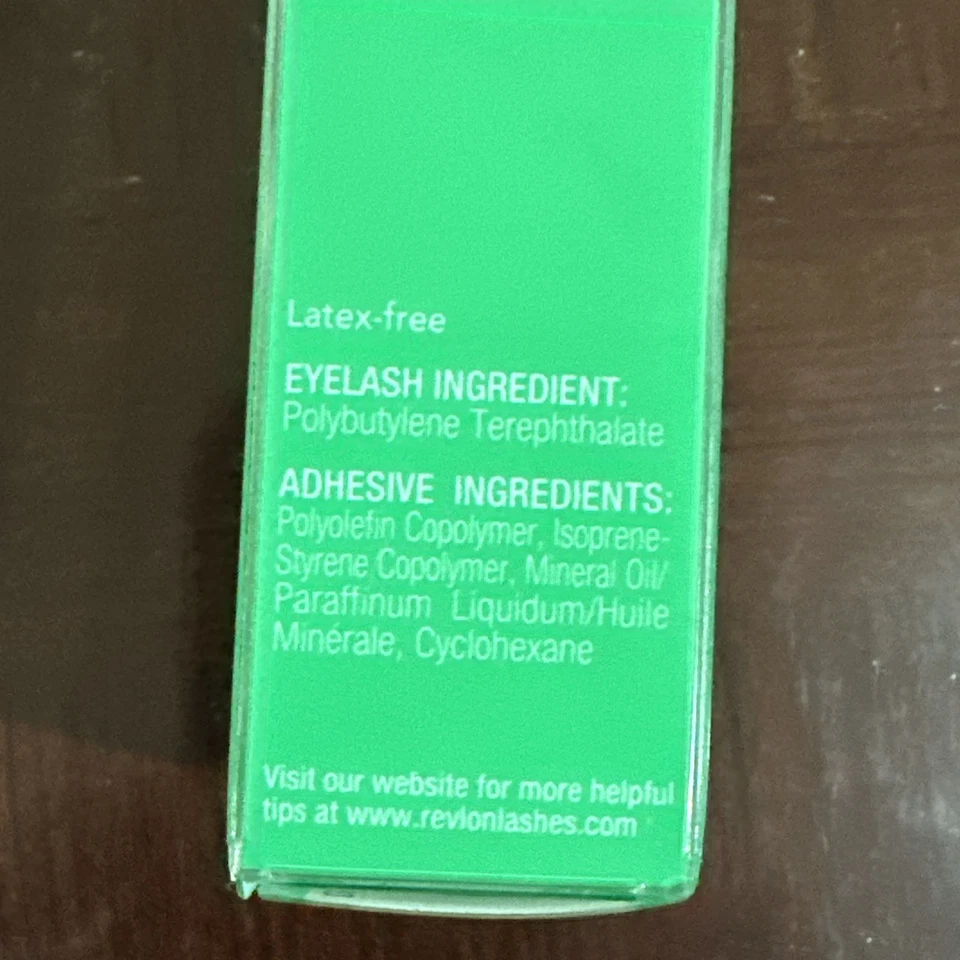 Latex-free
EYELASH INGREDIENT:
Polybutylene Terephthalate
ADHESIVE INGREDIENTS:
Polyolefin Copolymer, Isoprene-
Styrene Copolymer, Mineral Oil/
Paraffinum Liquidum/Huile
Minérale, Cyclohexane
Visit our website for more helpful
tips at www.revlonlashes.com